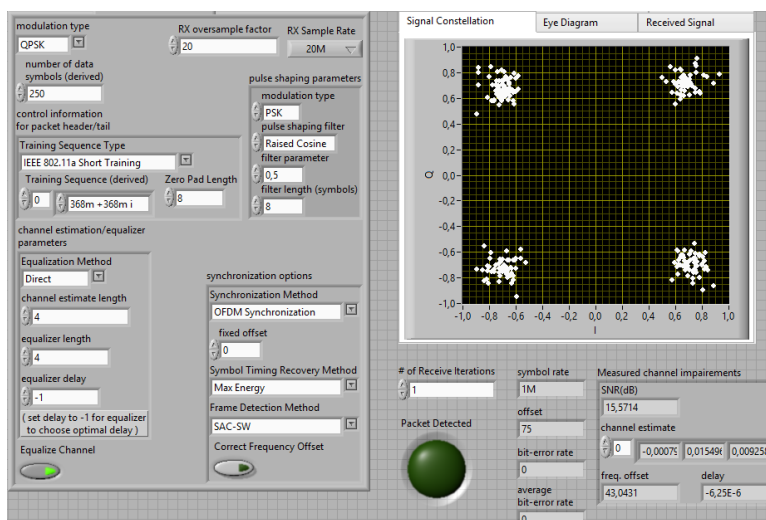 modulation type
QPSK
RX oversample factor
20
RX Sample Rate
20M
number of data
symbols (derived)
250
control information
for packet header/tail
Training Sequence Type
IEEE 802.11a Short Training
Training Sequence (derived)
0
368m +368m i
Zero Pad Length
8
pulse shaping parameters
modulation type
PSK
pulse shaping filter
Raised Cosine
filter parameter
0,5
filter length (symbols)
8
channel estimation/equalizer
parameters
Equalization Method
Direct
channel estimate length
4
equalizer length
4
equalizer delay
-1
( set delay to -1 for equalizer
to choose optimal delay )
Equalize Channel
synchronization options
Synchronization Method
OFDM Synchronization
fixed offset
0
Symbol Timing Recovery Method
Max Energy
Frame Detection Method
SAC-SW
Correct Frequency Offset
Signal Constellation
Eye Diagram
Received Signal
1,0
0,8
0,6
0,4
0,2
0,0
-0,2
-0,4
-0,6
-0,8
-1,0
Q
-1,0 -0,8 -0,6 -0,4 -0,2 0,0 0,2 0,4 0,6 0,8 1,0
I
# of Receive Iterations
1
Packet Detected
symbol rate
1M
offset
75
bit-error rate
0
average
bit-error rate
0
Measured channel impairements
SNR(dB)
15,5714
channel estimate
0
-0,00079 0,015496 0,009258
freq. offset
43,0431
delay
-6,25E-6